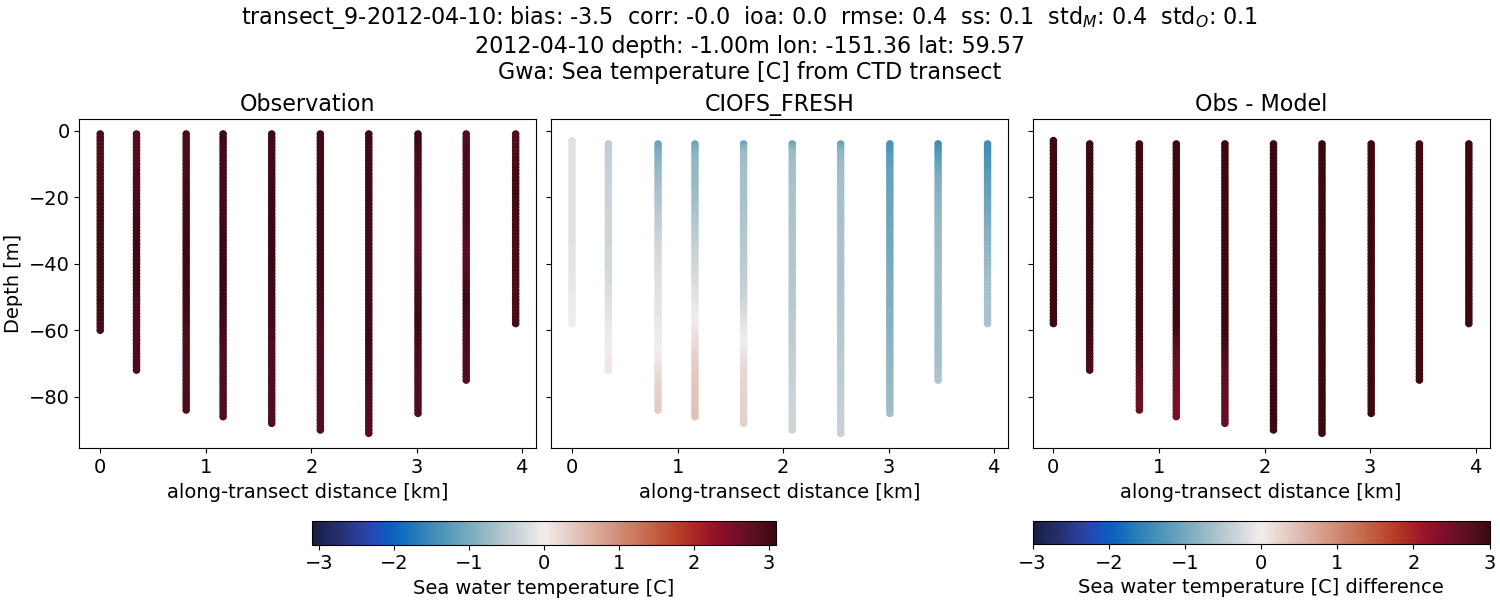 transect_9-2012-04-10: bias: -3.5  corr: -0.0  ioa: 0.0  rmse: 0.4  ss: 0.1  std_M: 0.4  std_O: 0.1
2012-04-10 depth: -1.00m lon: -151.36 lat: 59.57
Gwa: Sea temperature [C] from CTD transect
Observation
CIOFS_FRESH
Obs - Model
Depth [m]
0
−20
−40
−60
−80
0 1 2 3 4
0 1 2 3 4
0 1 2 3 4
along-transect distance [km]
along-transect distance [km]
along-transect distance [km]
−3 −2 −1 0 1 2 3
Sea water temperature [C]
−3 −2 −1 0 1 2 3
Sea water temperature [C] difference